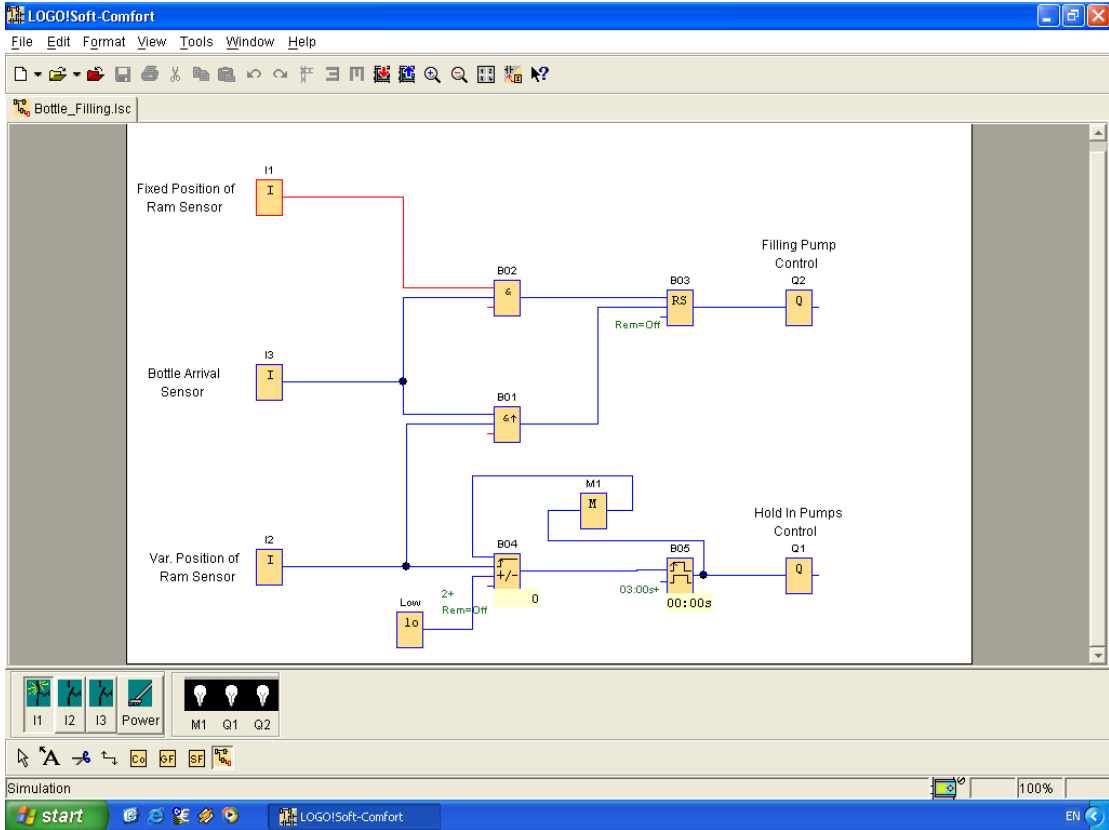 LOGO!Soft-Comfort
File Edit Format View Tools Window Help
Bottle_Filling.lsc
I1
Fixed Position of
Ram Sensor
I
Filling Pump
Control
B02
&
B03
RS
Q2
Q
Rem=Off
I3
Bottle Arrival
Sensor
I
B01
&↑
M1
M
Hold In Pumps
Control
I2
Var. Position of
Ram Sensor
I
B04
+/-
0
B05
Q1
Q
2+
Rem=Off
03:00s+
00:00s
Low
lo
I1 I2 I3 Power
M1 Q1 Q2
A Co GF SF
Simulation
100%
start
LOGO!Soft-Comfort
EN